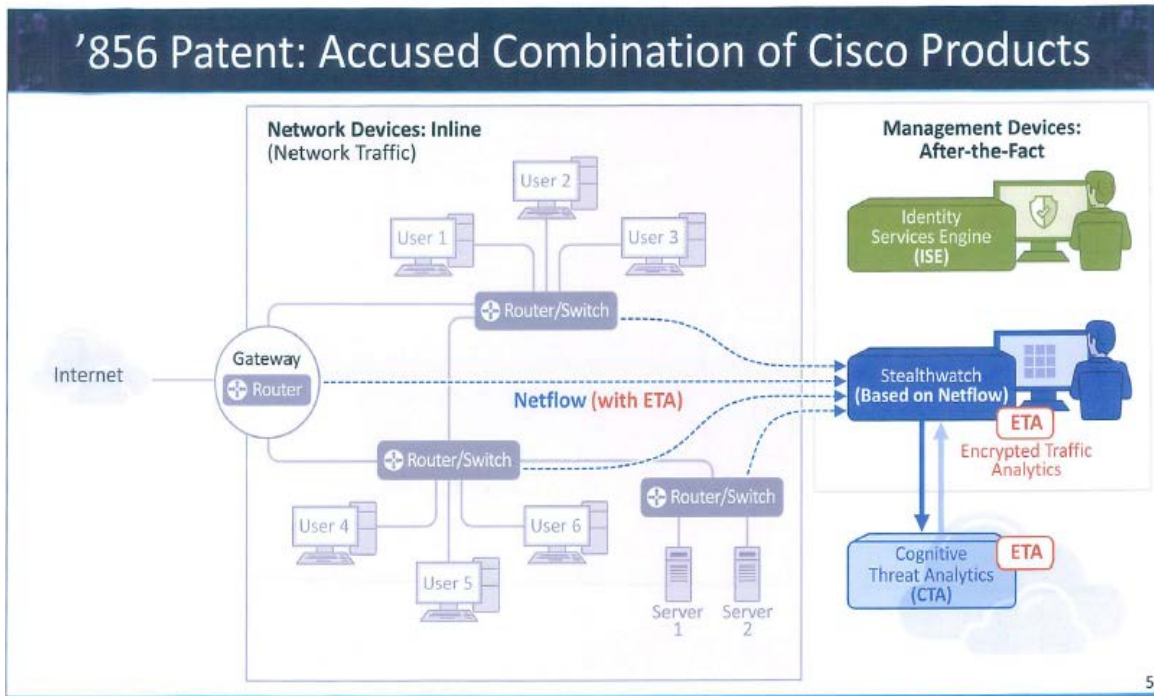 ’856 Patent: Accused Combination of Cisco Products
Network Devices: Inline
(Network Traffic)
Management Devices:
After-the-Fact
User 2
User 1
User 3
Identity
Services Engine
(ISE)
Router/Switch
Gateway
Router
Internet
Netflow (with ETA)
Stealthwatch
(Based on Netflow)
ETA
Encrypted Traffic
Analytics
Router/Switch
Router/Switch
User 4
User 6
User 5
Server
1
Server
2
Cognitive
Threat Analytics
(CTA)
ETA
5